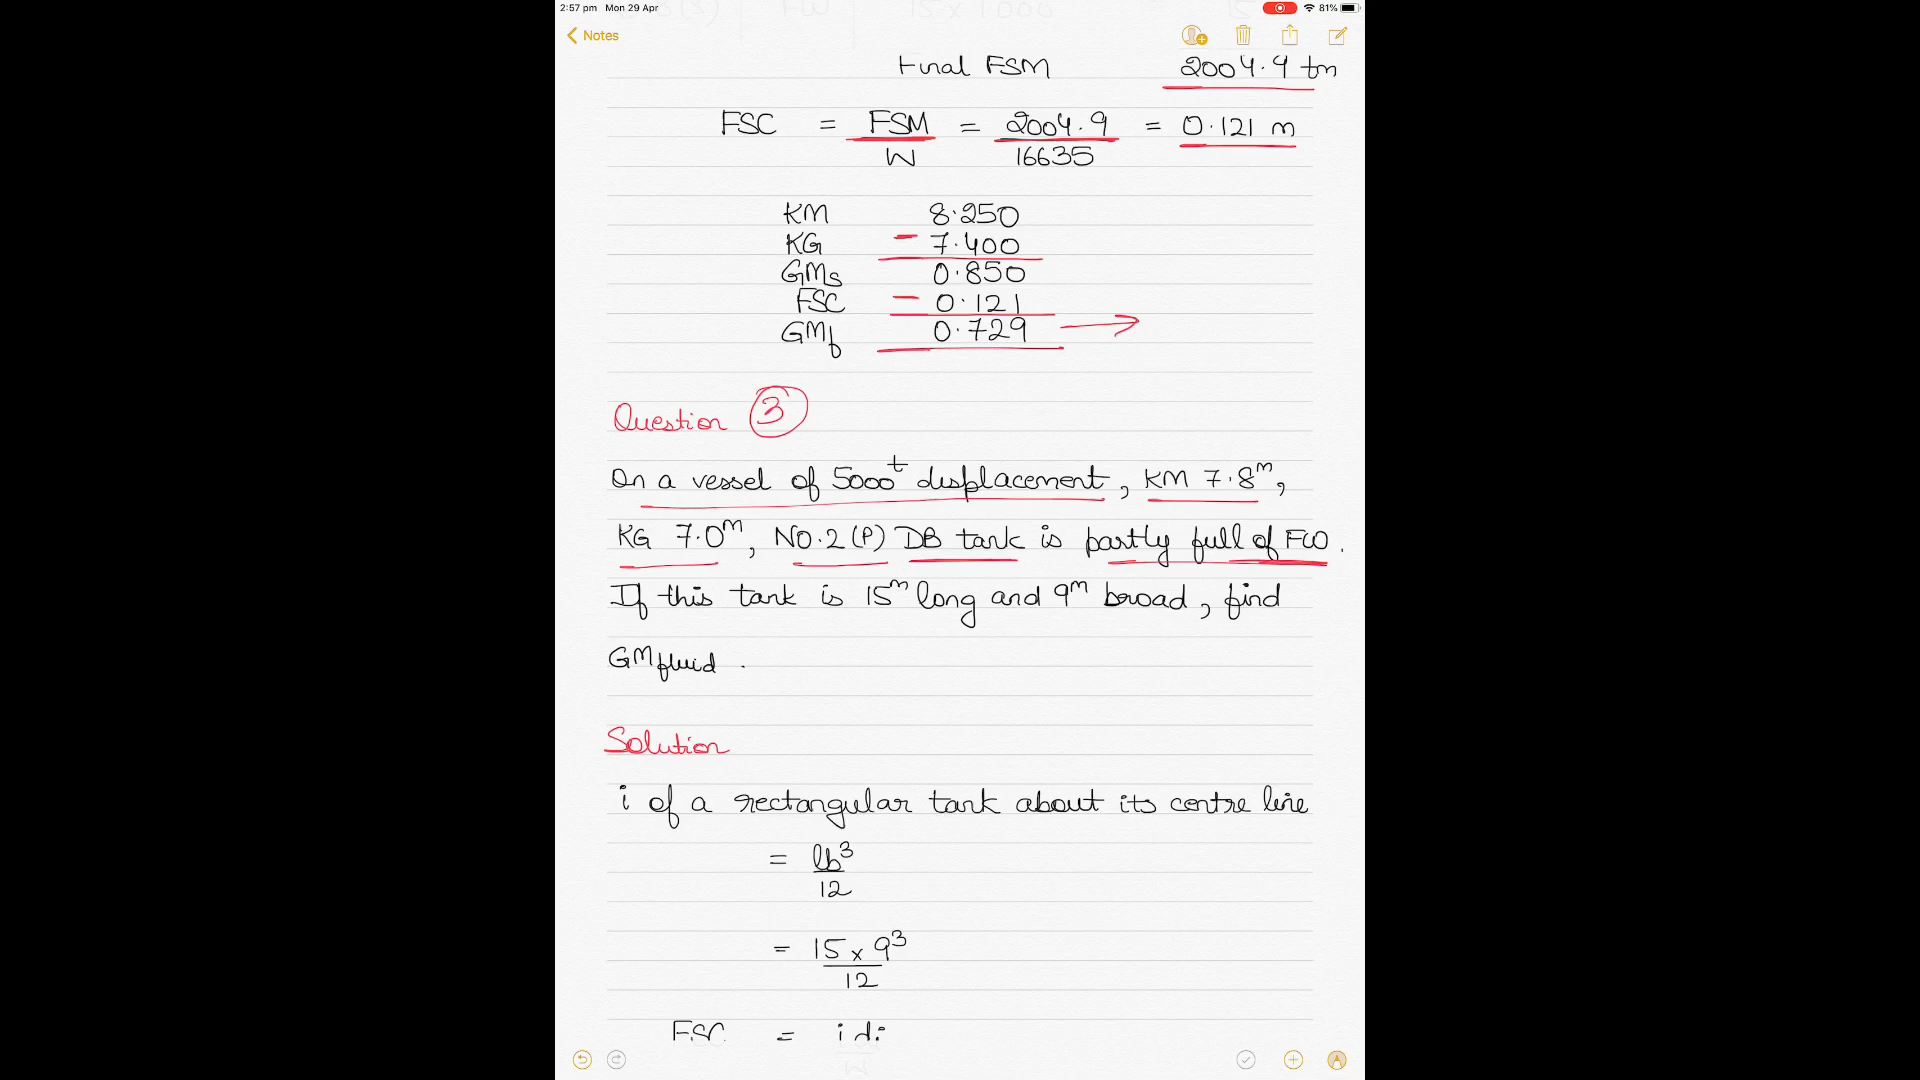 2:57 pm Mon 29 Apr
81%
Notes
Final FSM 2004.9 tm
FSC = FSM = 2004.9 = 0.121 m
W 16635
KM 8.250
KG - 7.400
GMs 0.850
FSC - 0.121
GMf 0.729 →
Question 3
On a vessel of 5000t displacement, KM 7.8m,
KG 7.0m, NO.2 (P) DB tank is partly full of FW.
If this tank is 15m long and 9m broad, find
GMfluid.
Solution
i of a rectangular tank about its centre line
= lb³
12
= 15 x 9³
12
FSC = i di